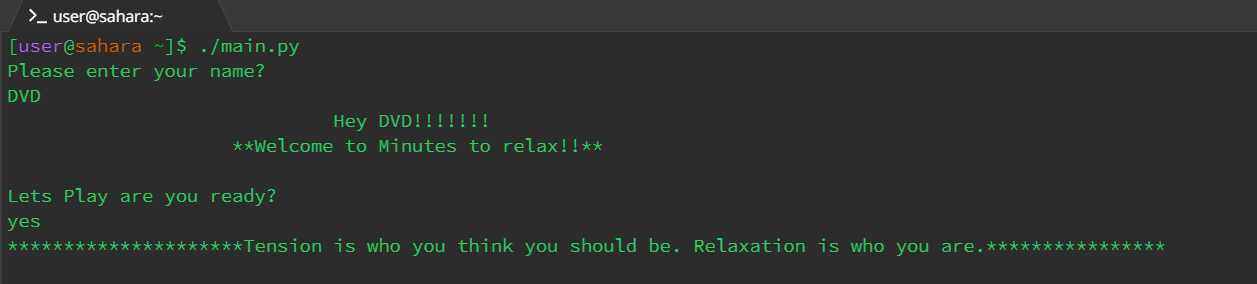 >_ user@sahara:~
[user@sahara ~]$ ./main.py
Please enter your name?
DVD
Hey DVD!!!!!!!
**Welcome to Minutes to relax!!**
Lets Play are you ready?
yes
*********************Tension is who you think you should be. Relaxation is who you are.****************